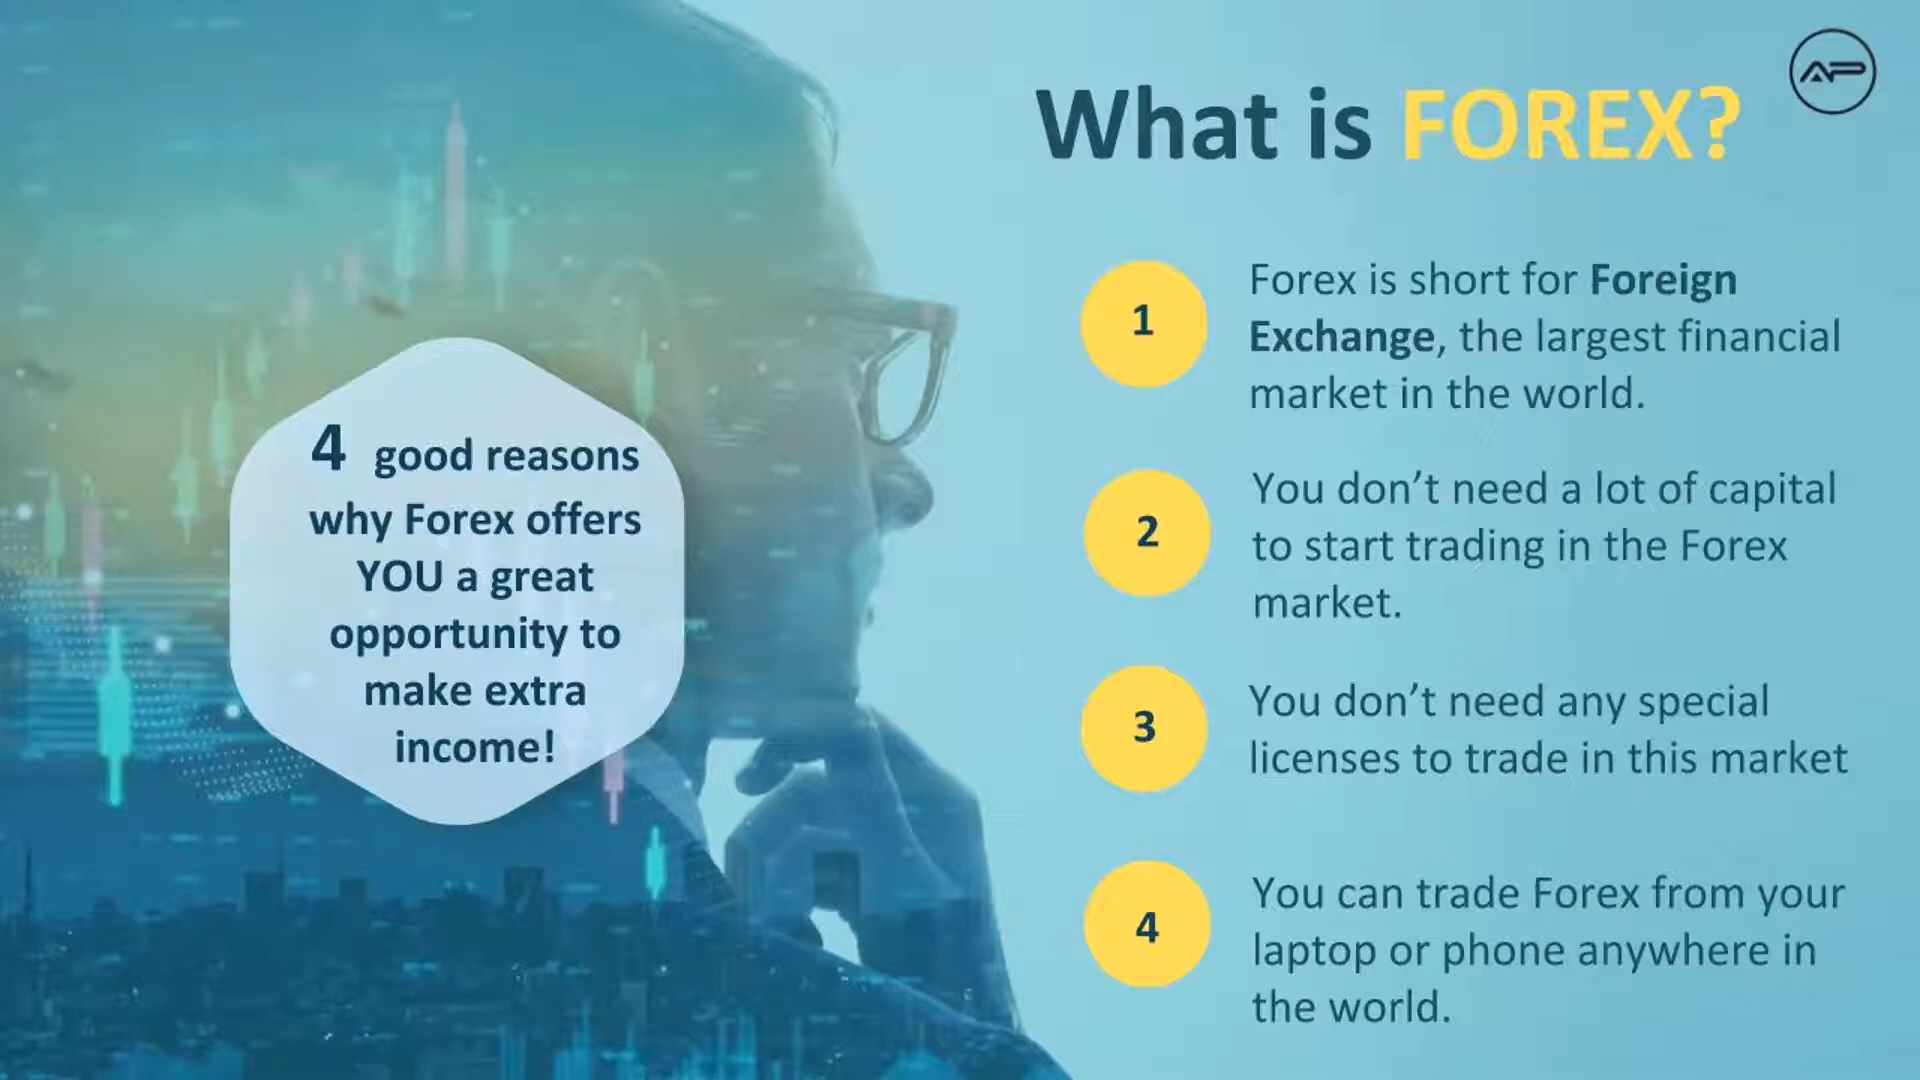 What is FOREX?
AP
4 good reasons
why Forex offers
YOU a great
opportunity to
make extra
income!
1
Forex is short for Foreign
Exchange, the largest financial
market in the world.
2
You don’t need a lot of capital
to start trading in the Forex
market.
3
You don’t need any special
licenses to trade in this market
4
You can trade Forex from your
laptop or phone anywhere in
the world.